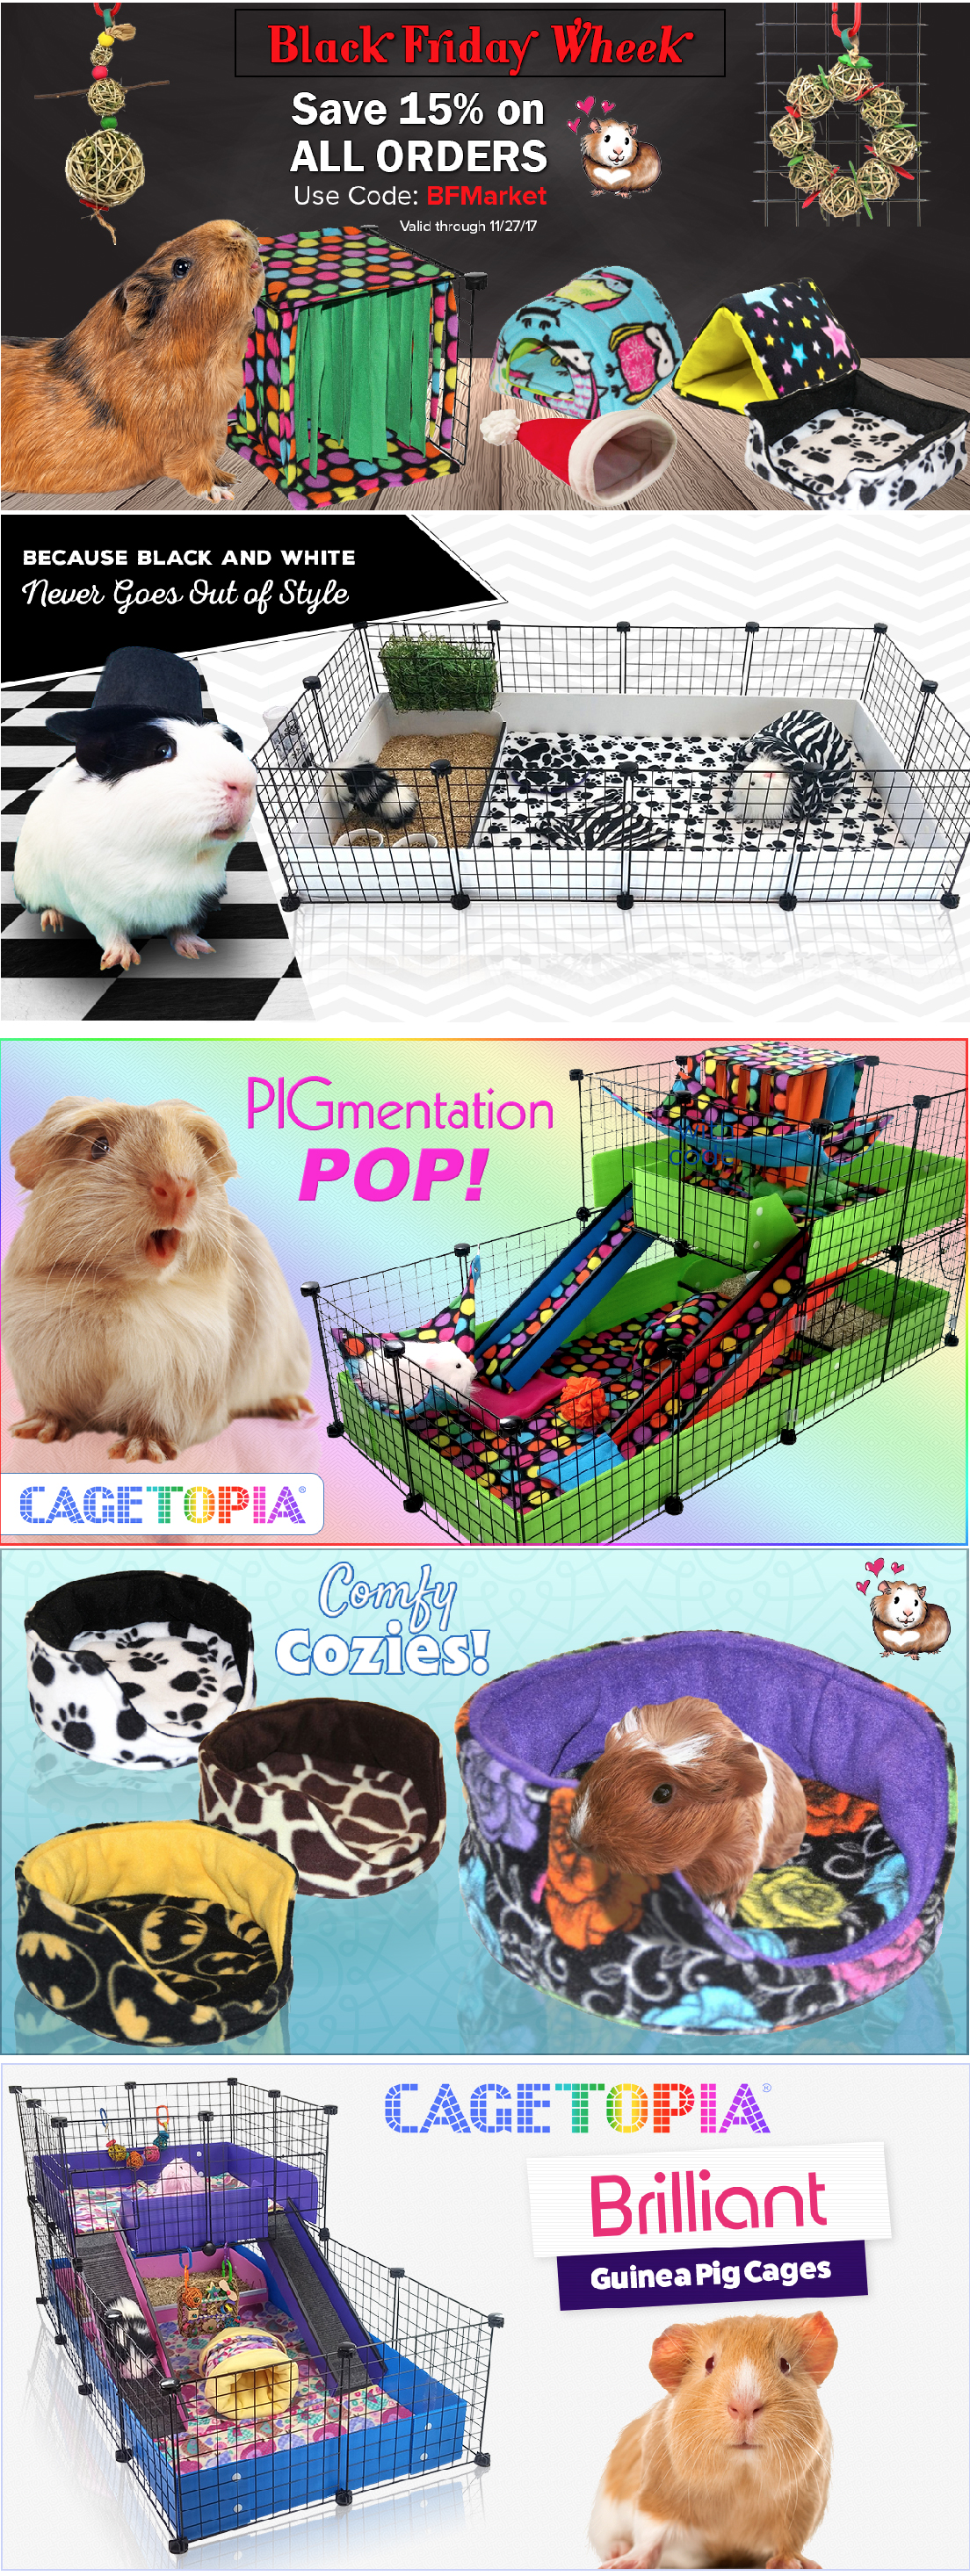 Black Friday Wheek
Save 15% on
ALL ORDERS
Use Code: BFMarket
Valid through 11/27/17
BECAUSE BLACK AND WHITE
Never Goes Out of Style
PIGmentation
POP!
CAGETOPIA®
Comfy
Cozies!
CAGETOPIA®
Brilliant
Guinea Pig Cages